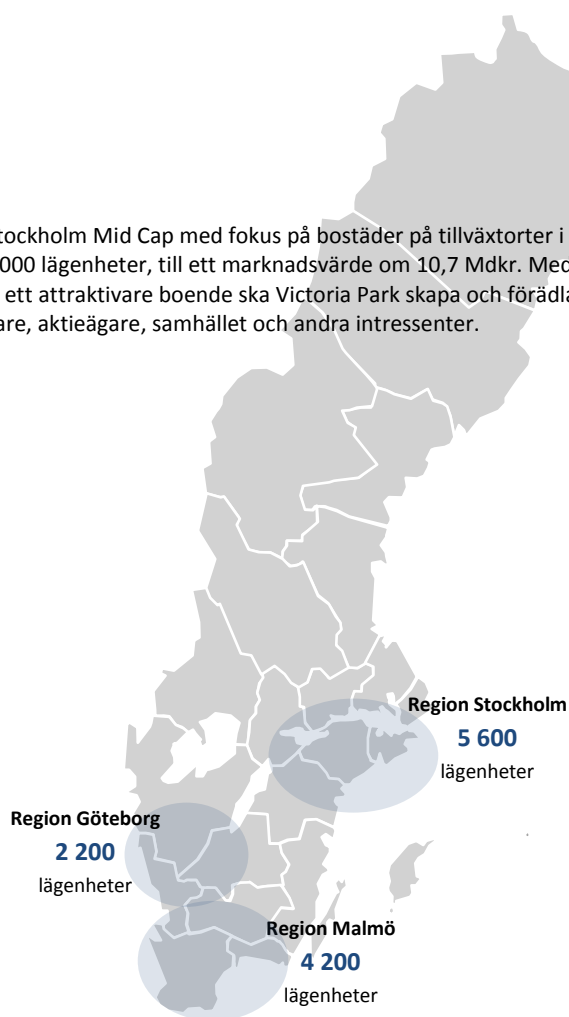 tockholm Mid Cap med fokus på bostäder på tillväxtorter i
000 lägenheter, till ett marknadsvärde om 10,7 Mdkr. Med
ett attraktivare boende ska Victoria Park skapa och förädla
are, aktieägare, samhället och andra intressenter.
Region Stockholm
5 600
lägenheter
Region Göteborg
2 200
lägenheter
Region Malmö
4 200
lägenheter